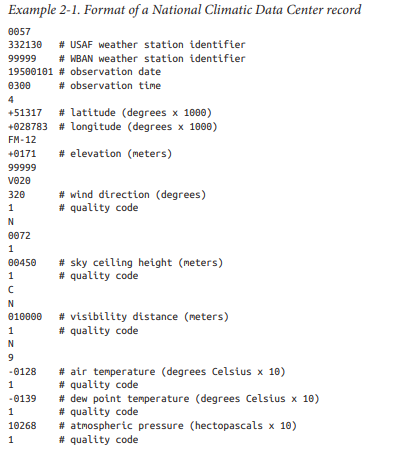 Example 2-1. Format of a National Climatic Data Center record
0057
332130 # USAF weather station identifier
99999 # WBAN weather station identifier
19500101 # observation date
0300 # observation time
4
+51317 # latitude (degrees x 1000)
+028783 # longitude (degrees x 1000)
FM-12
+0171 # elevation (meters)
99999
V020
320 # wind direction (degrees)
1 # quality code
N
0072
1
00450 # sky ceiling height (meters)
1 # quality code
C
N
010000 # visibility distance (meters)
1 # quality code
N
9
-0128 # air temperature (degrees Celsius x 10)
1 # quality code
-0139 # dew point temperature (degrees Celsius x 10)
1 # quality code
10268 # atmospheric pressure (hectopascals x 10)
1 # quality code